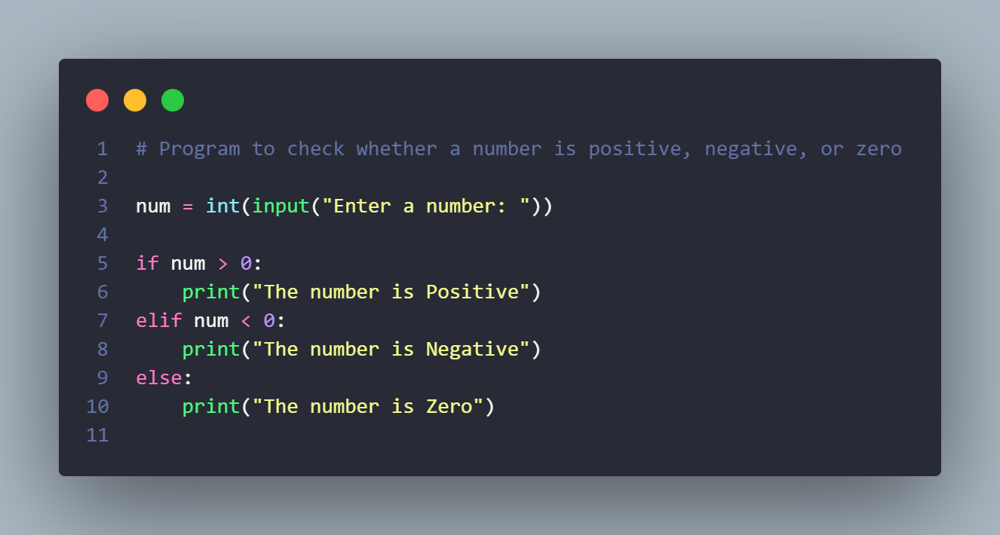 1 # Program to check whether a number is positive, negative, or zero
2
3 num = int(input("Enter a number: "))
4
5 if num > 0:
6     print("The number is Positive")
7 elif num < 0:
8     print("The number is Negative")
9 else:
10     print("The number is Zero")
11